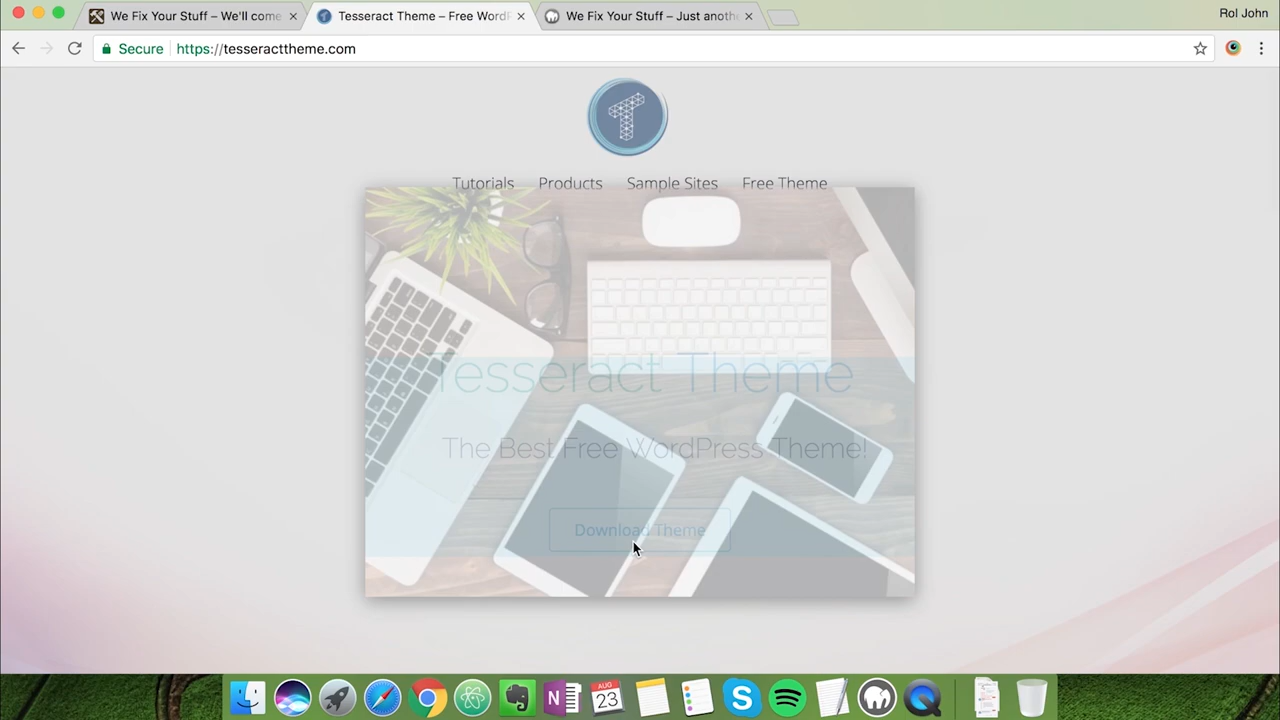 We Fix Your Stuff – We'll come
Tesseract Theme – Free WordP
We Fix Your Stuff – Just anothe
Rol John
Secure
https://tesseracttheme.com
T
Tutorials
Products
Sample Sites
Free Theme
Tesseract Theme
The Best Free WordPress Theme!
Download Theme
AUG
23